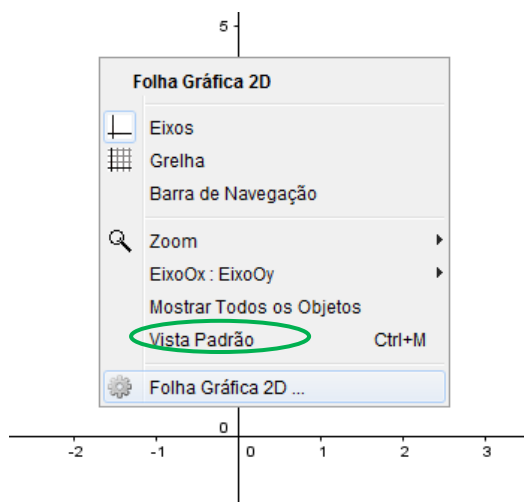 5
Folha Gráfica 2D
Eixos
Grelha
Barra de Navegação
Zoom
EixoOx : EixoOy
Mostrar Todos os Objetos
Vista Padrão Ctrl+M
Folha Gráfica 2D ...
0
-2 -1 0 1 2 3